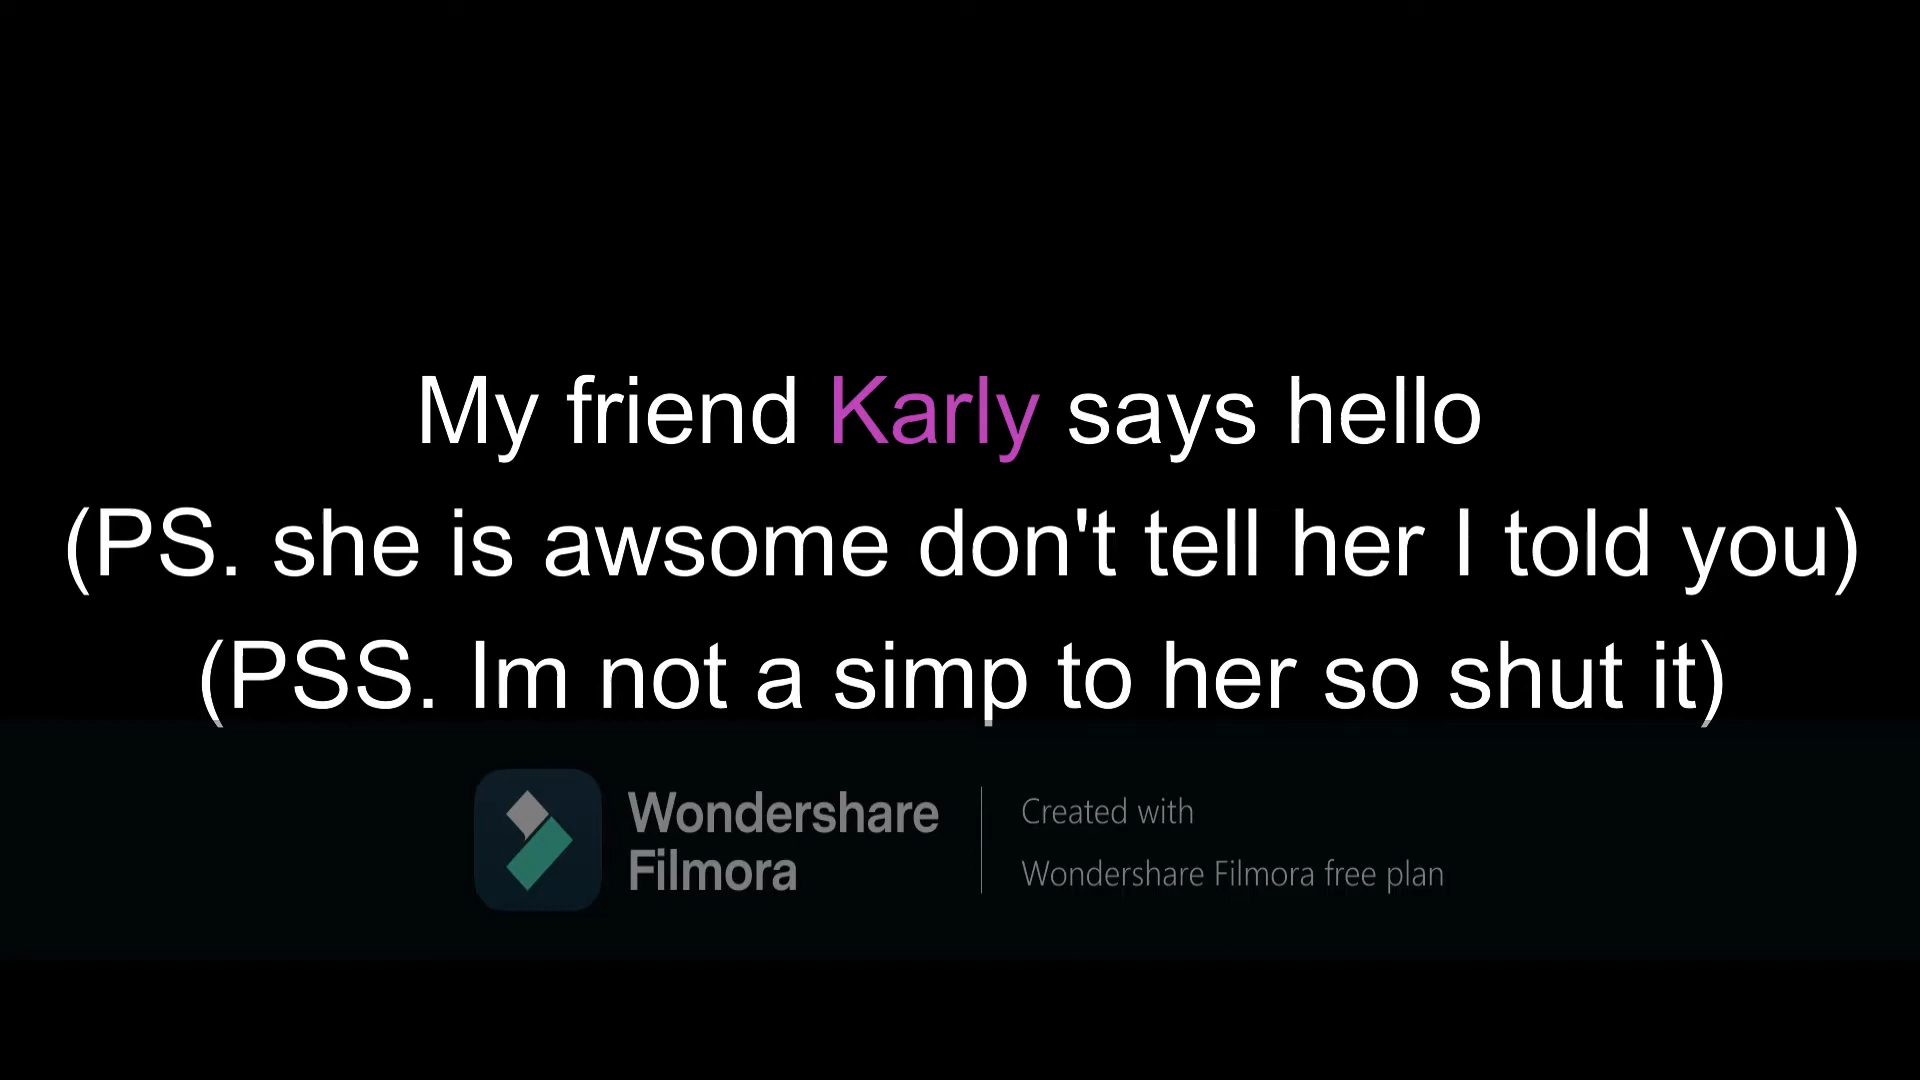 My friend Karly says hello
(PS. she is awsome don't tell her I told you)
(PSS. Im not a simp to her so shut it)
Wondershare
Filmora
Created with
Wondershare Filmora free plan